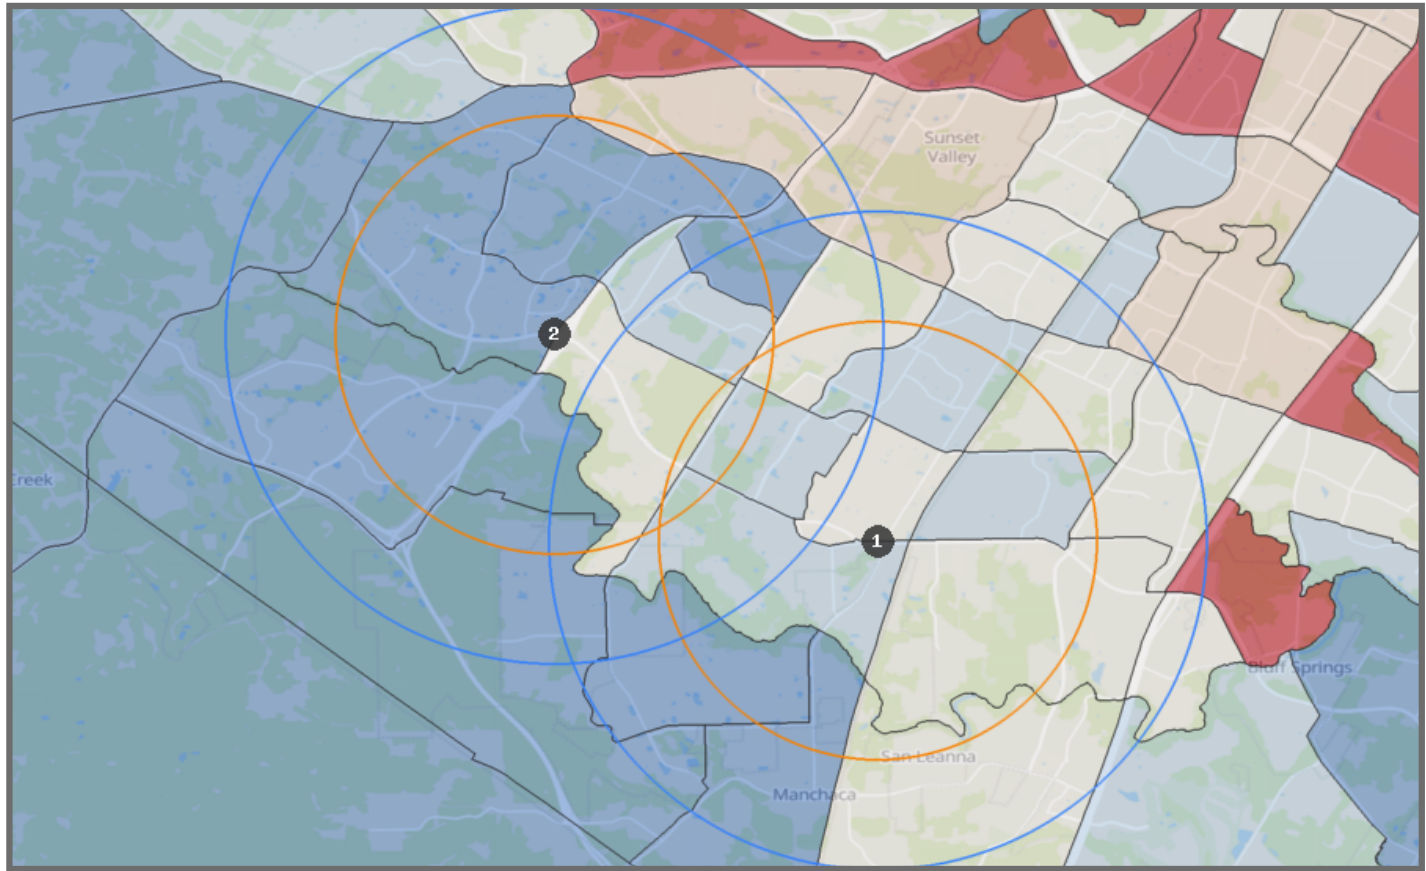 Sunset
Valley
2
Creek
1
Bluff Springs
San Leanna
Manchaca